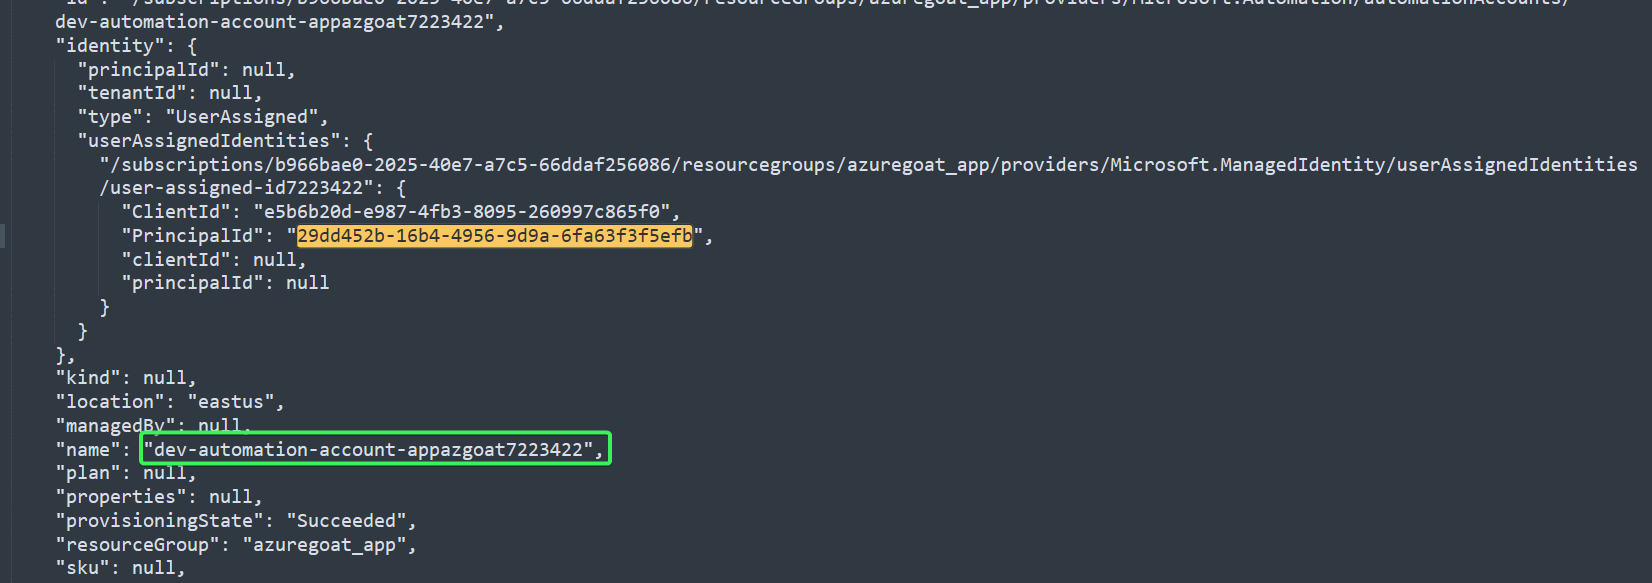 "id": "/subscriptions/b966bae0-2025-40e7-a7c5-66ddaf256086/resourceGroups/azuregoat_app/providers/Microsoft.Automation/automationAccounts/
dev-automation-account-appazgoat7223422",
"identity": {
"principalId": null,
"tenantId": null,
"type": "UserAssigned",
"userAssignedIdentities": {
"/subscriptions/b966bae0-2025-40e7-a7c5-66ddaf256086/resourcegroups/azuregoat_app/providers/Microsoft.ManagedIdentity/userAssignedIdentities
/user-assigned-id7223422": {
"ClientId": "e5b6b20d-e987-4fb3-8095-260997c865f0",
"PrincipalId": "29dd452b-16b4-4956-9d9a-6fa63f3f5efb",
"clientId": null,
"principalId": null
}
}
},
"kind": null,
"location": "eastus",
"managedBy": null,
"name": "dev-automation-account-appazgoat7223422",
"plan": null,
"properties": null,
"provisioningState": "Succeeded",
"resourceGroup": "azuregoat_app",
"sku": null,